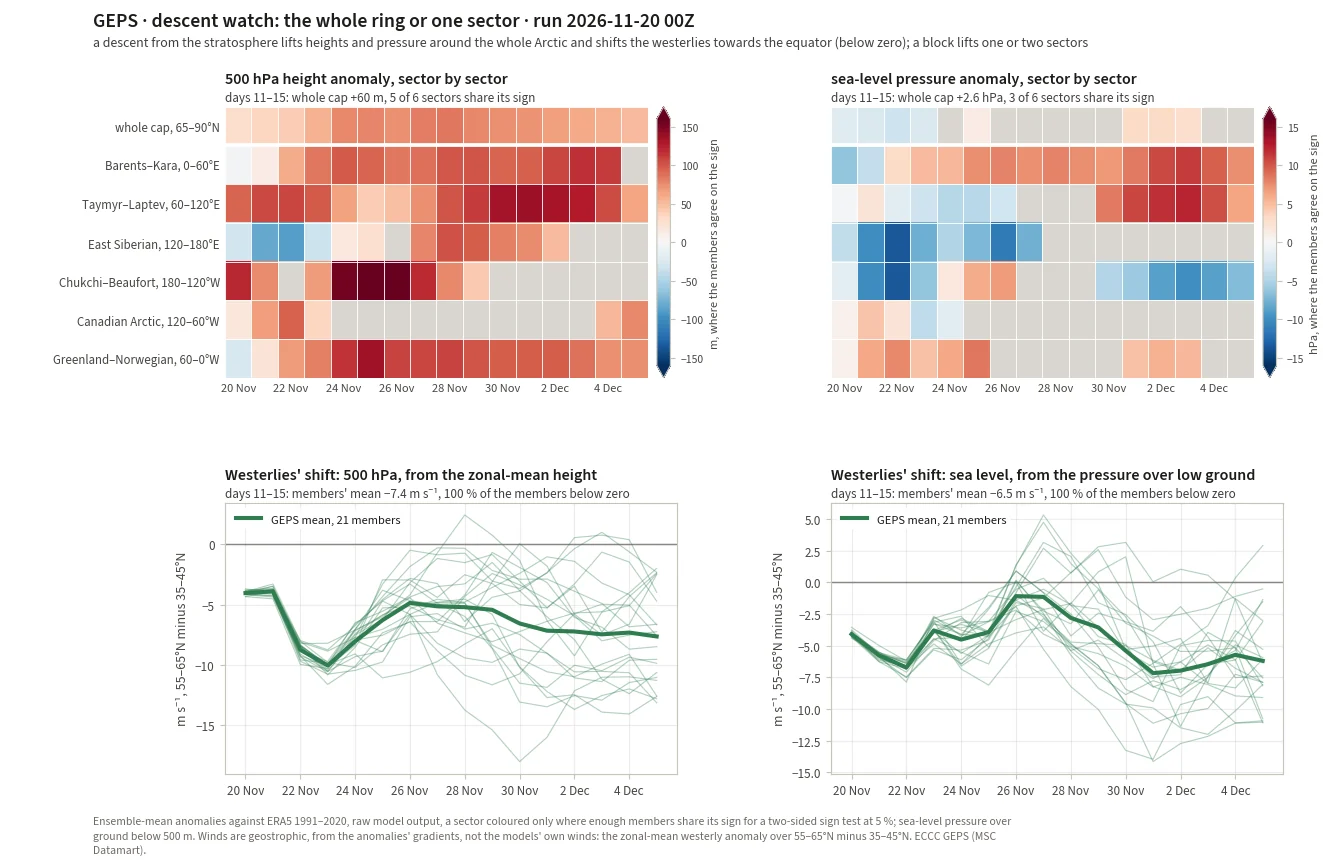 GEPS · descent watch: the whole ring or one sector · run 2026-11-20 00Z
a descent from the stratosphere lifts heights and pressure around the whole Arctic and shifts the westerlies towards the equator (below zero); a block lifts one or two sectors
500 hPa height anomaly, sector by sector
days 11–15: whole cap +60 m, 5 of 6 sectors share its sign
whole cap, 65–90°N
Barents–Kara, 0–60°E
Taymyr–Laptev, 60–120°E
East Siberian, 120–180°E
Chukchi–Beaufort, 180–120°W
Canadian Arctic, 120–60°W
Greenland–Norwegian, 60–0°W
20 Nov 22 Nov 24 Nov 26 Nov 28 Nov 30 Nov 2 Dec 4 Dec
150
100
50
0
−50
−100
−150
m, where the members agree on the sign
sea-level pressure anomaly, sector by sector
days 11–15: whole cap +2.6 hPa, 3 of 6 sectors share its sign
20 Nov 22 Nov 24 Nov 26 Nov 28 Nov 30 Nov 2 Dec 4 Dec
15
10
5
0
−5
−10
−15
hPa, where the members agree on the sign
Westerlies' shift: 500 hPa, from the zonal-mean height
days 11–15: members' mean −7.4 m s⁻¹, 100 % of the members below zero
GEPS mean, 21 members
0
−5
−10
−15
m s⁻¹, 55–65°N minus 35–45°N
20 Nov 22 Nov 24 Nov 26 Nov 28 Nov 30 Nov 2 Dec 4 Dec
Westerlies' shift: sea level, from the pressure over low ground
days 11–15: members' mean −6.5 m s⁻¹, 100 % of the members below zero
GEPS mean, 21 members
5.0
2.5
0.0
−2.5
−5.0
−7.5
−10.0
−12.5
−15.0
m s⁻¹, 55–65°N minus 35–45°N
20 Nov 22 Nov 24 Nov 26 Nov 28 Nov 30 Nov 2 Dec 4 Dec
Ensemble-mean anomalies against ERA5 1991–2020, raw model output, a sector coloured only where enough members share its sign for a two-sided sign test at 5 %; sea-level pressure over
ground below 500 m. Winds are geostrophic, from the anomalies' gradients, not the models' own winds: the zonal-mean westerly anomaly over 55–65°N minus 35–45°N. ECCC GEPS (MSC
Datamart).